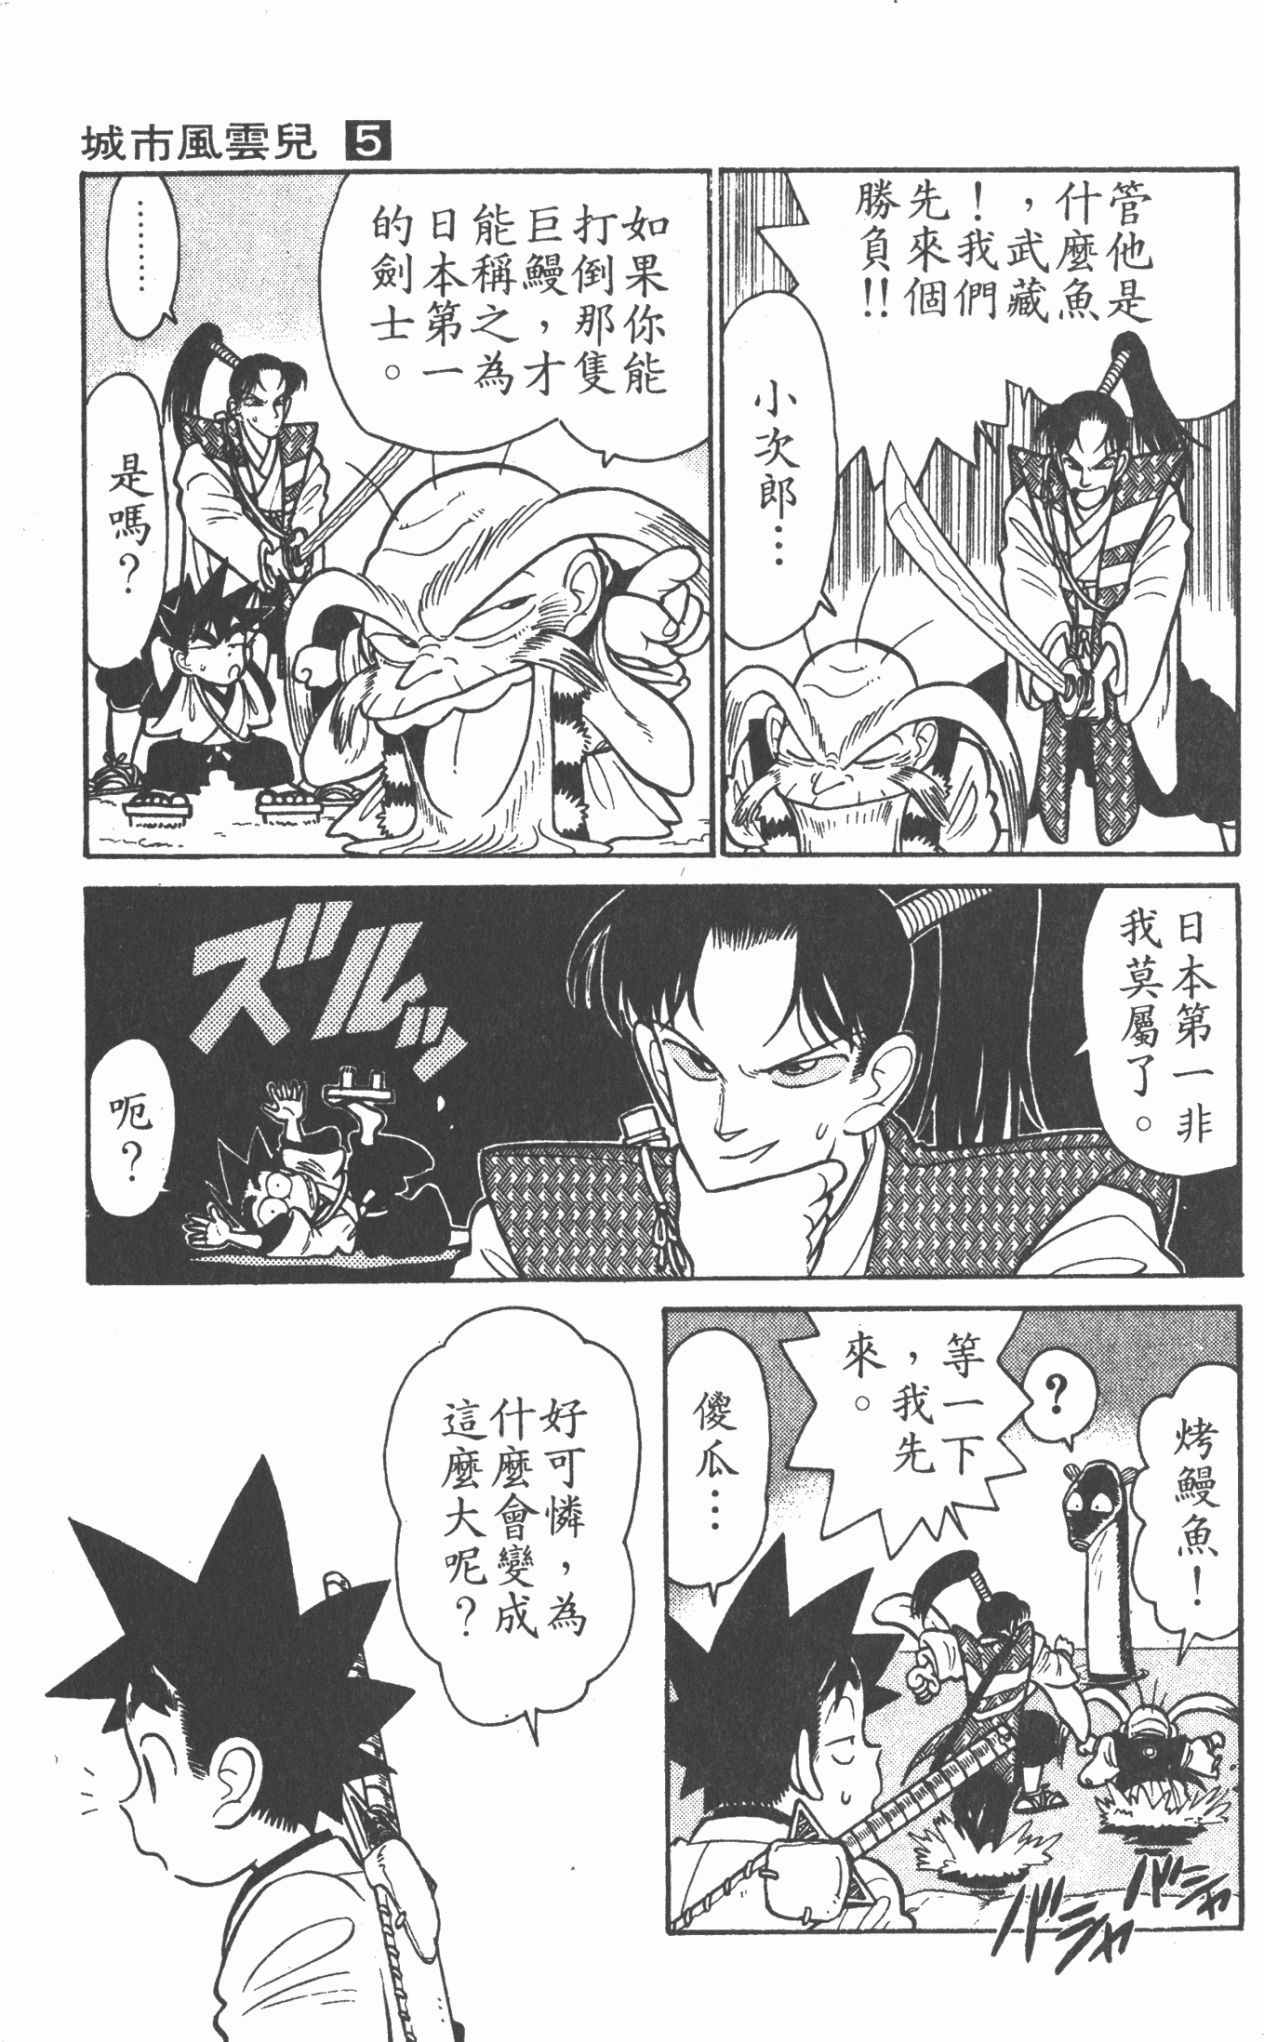 城市風雲兒 5
管他是
什麼魚
，武藏
！我們
先來個
勝負!!
小次郎…
如果你能
打倒那隻
巨鰻，才
能稱之為
日本第一
的劍士。
………
是嗎？
日本第一非
我莫屬了。
ズルッ
呃？
烤鰻魚！
？
等一下
，我先
來。
傻瓜…
バシャ
バシャ
好可憐，為
什麼會變成
這麼大呢？